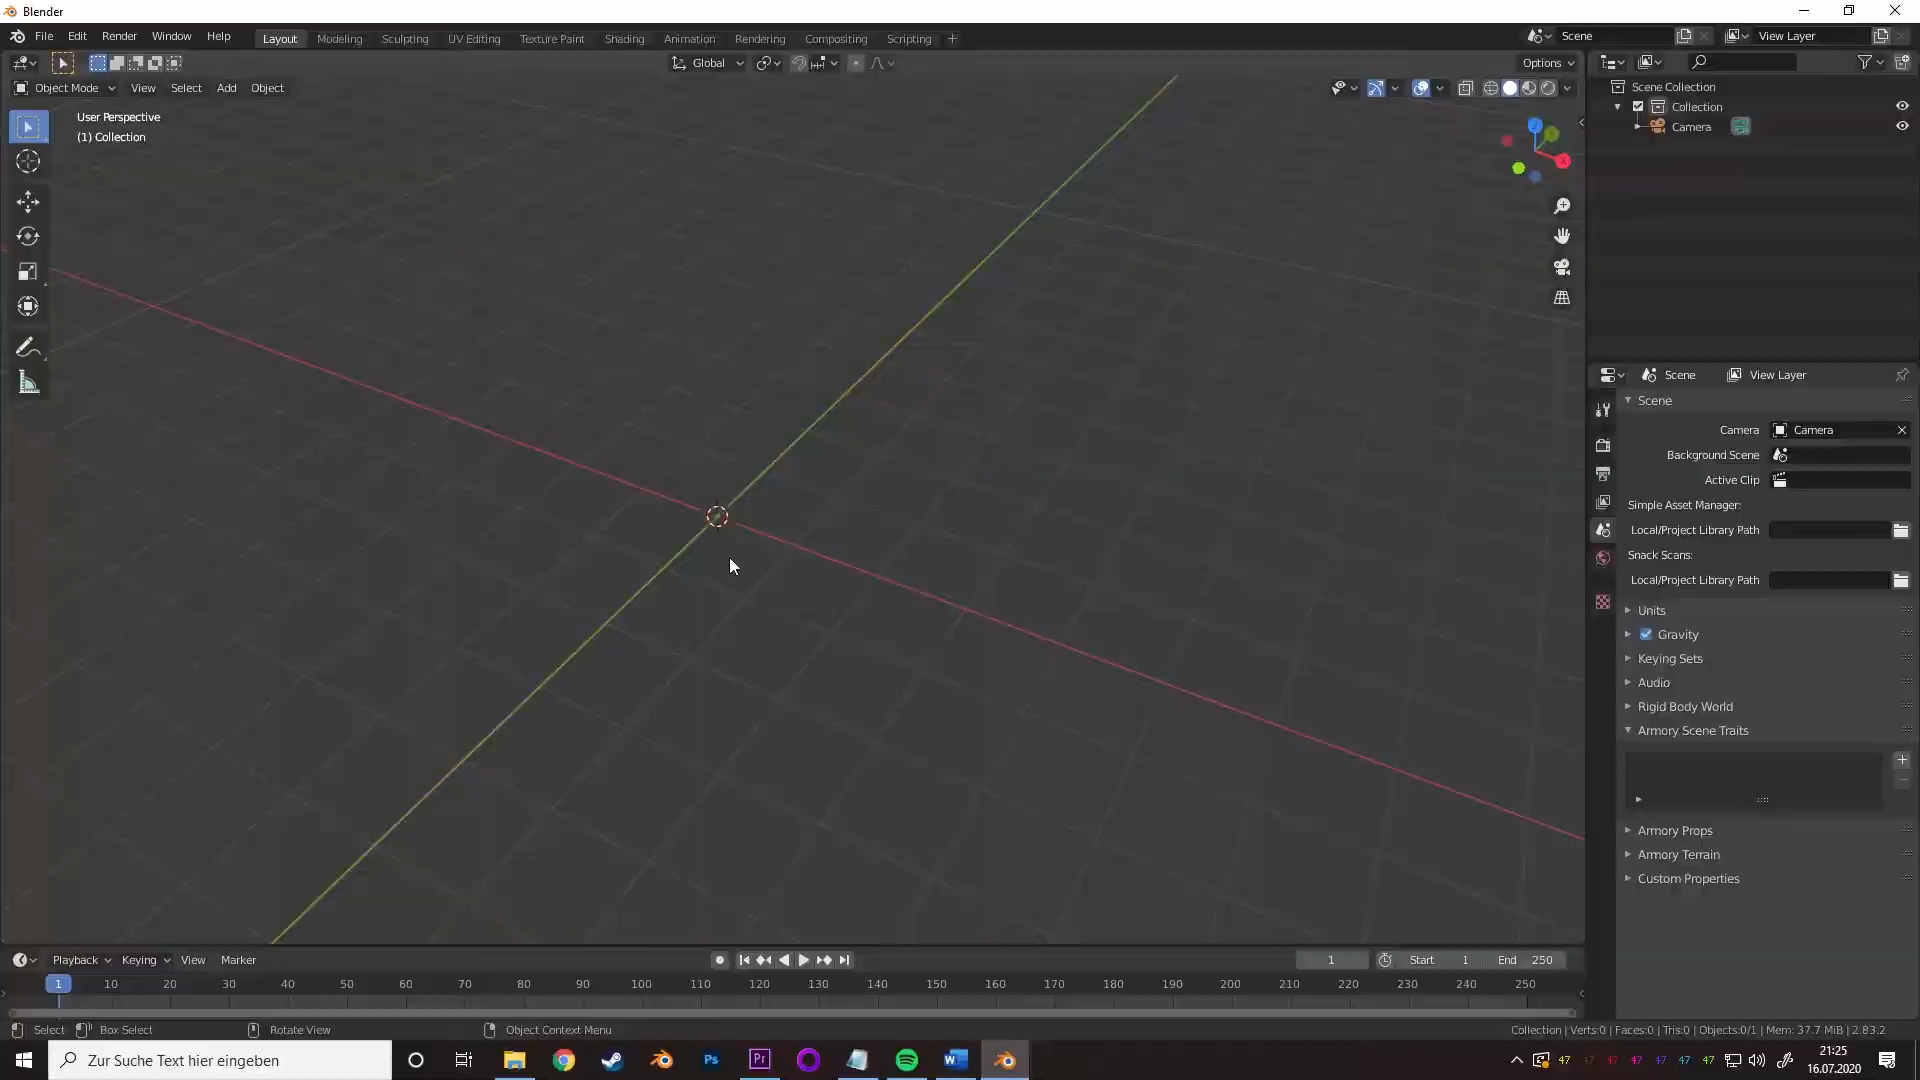 Blender
File Edit Render Window Help
Layout Modeling Sculpting UV Editing Texture Paint Shading Animation Rendering Compositing Scripting
Scene View Layer
Global Options
Object Mode View Select Add Object
User Perspective
(1) Collection
Z
X
Scene Collection
Collection
Camera
Scene View Layer
Scene
Camera Camera
Background Scene
Active Clip
Simple Asset Manager:
Local/Project Library Path
Snack Scans:
Local/Project Library Path
Units
Gravity
Keying Sets
Audio
Rigid Body World
Armory Scene Traits
Armory Props
Armory Terrain
Custom Properties
Playback Keying View Marker 1 Start 1 End 250
1 10 20 30 40 50 60 70 80 90 100 110 120 130 140 150 160 170 180 190 200 210 220 230 240 250
Select Box Select Rotate View Object Context Menu Collection | Verts:0 | Faces:0 | Tris:0 | Objects:0/1 | Mem: 37.7 MiB | 2.83.2
Zur Suche Text hier eingeben
Ps
Pr
W
47 47 47 47 47 47 47
21:25
16.07.2020